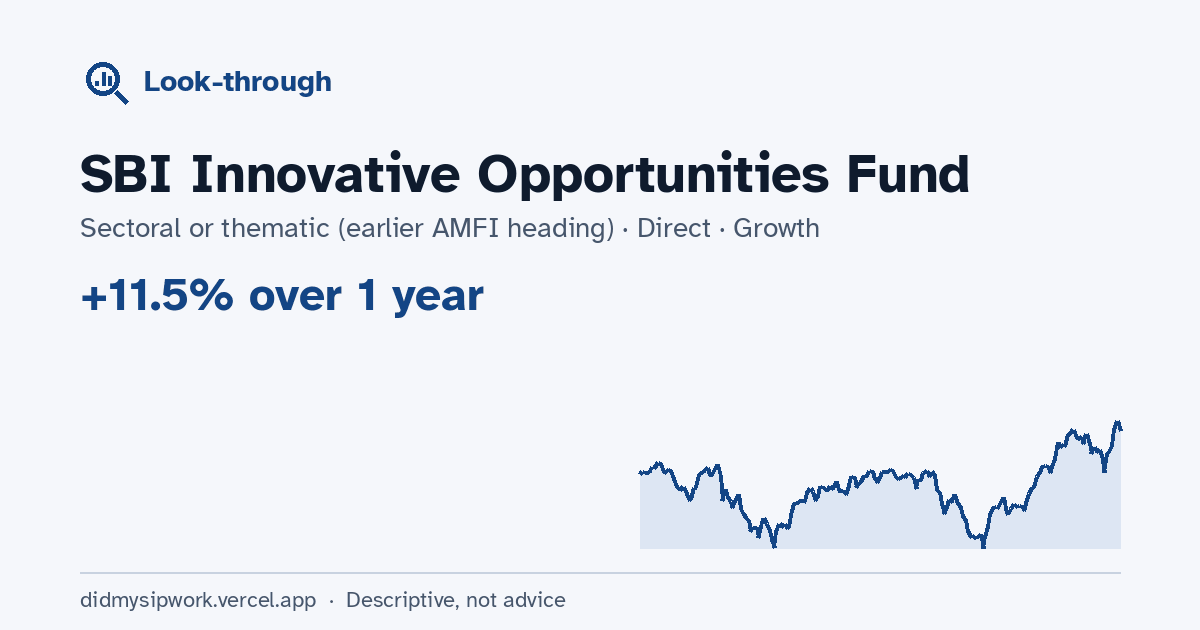 Look-through
SBI Innovative Opportunities Fund
Sectoral or thematic (earlier AMFI heading) · Direct · Growth
+11.5% over 1 year
didmysipwork.vercel.app · Descriptive, not advice